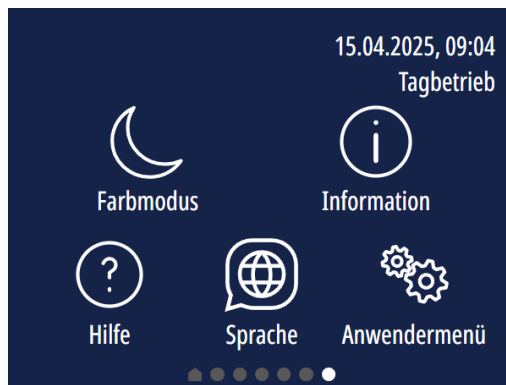 15.04.2025, 09:04
Tagbetrieb
Farbmodus
Information
Hilfe
Sprache
Anwendermenü